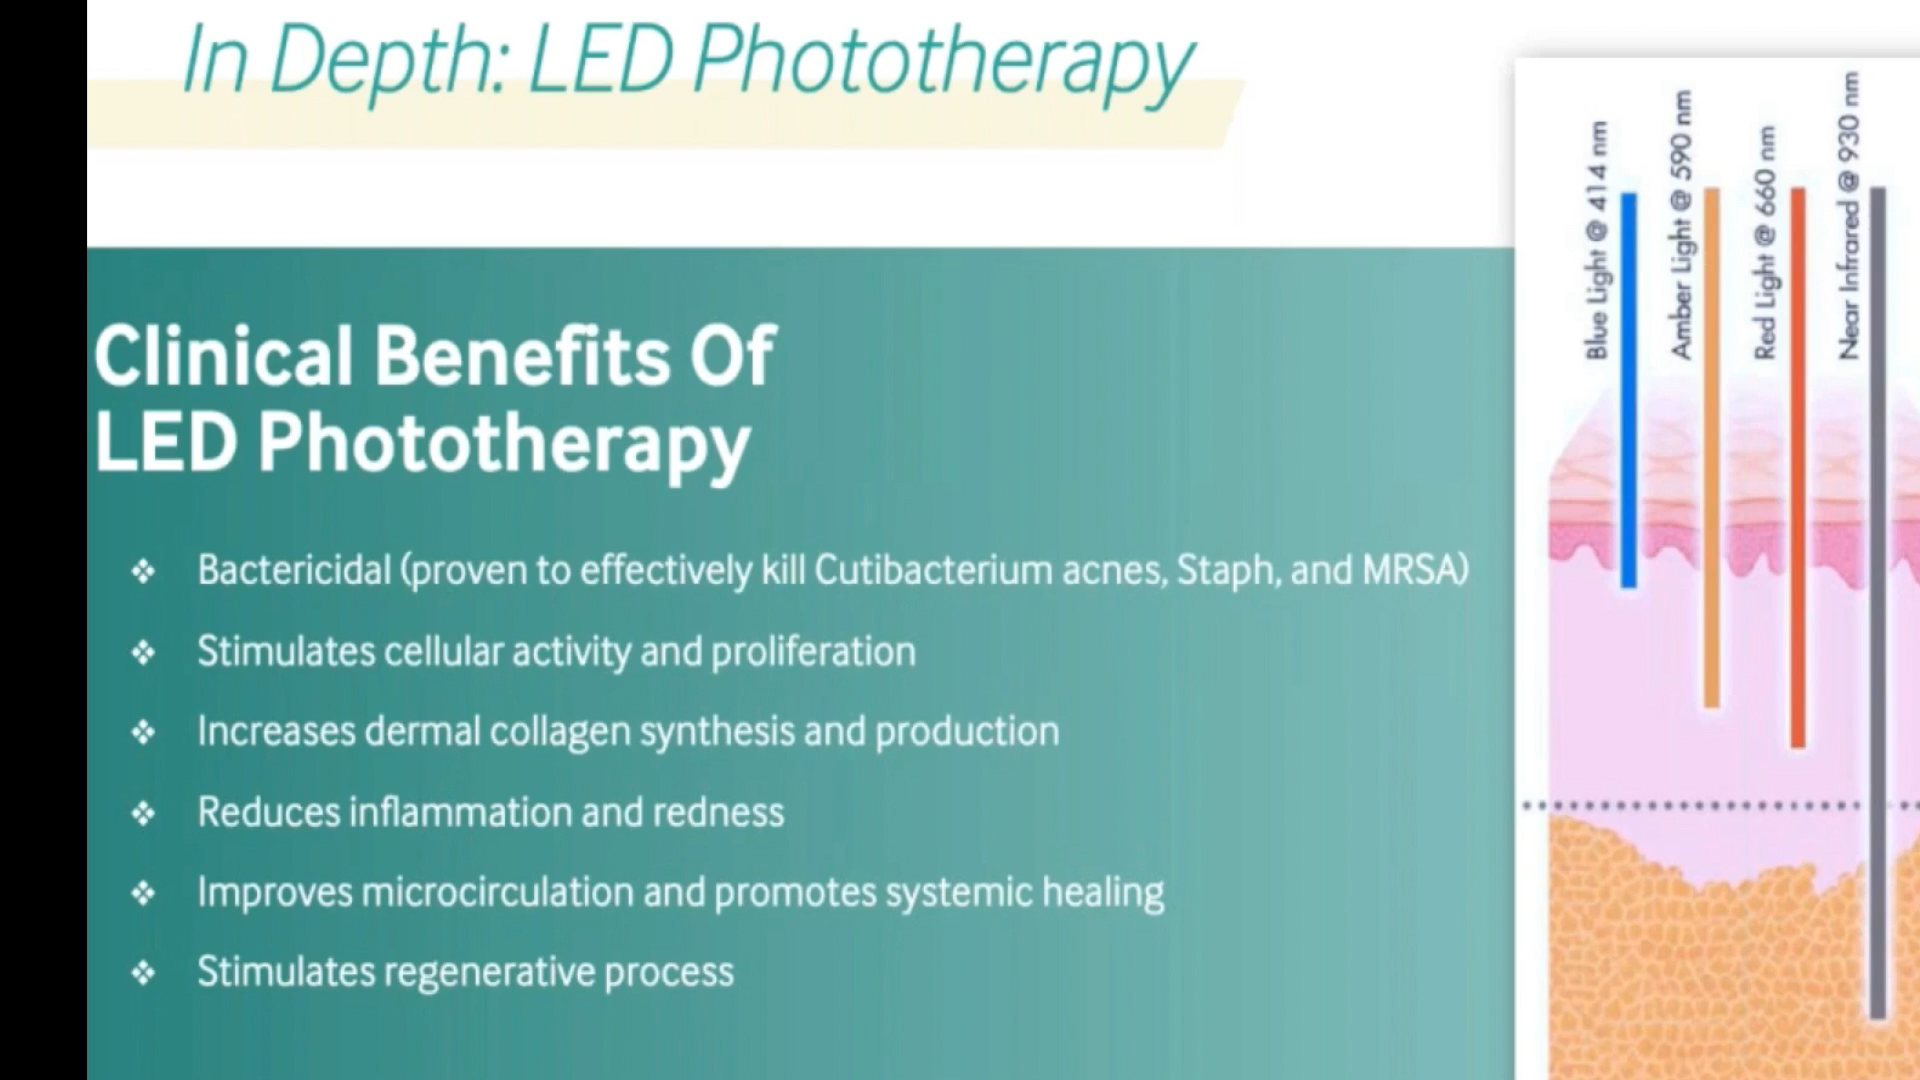 In Depth: LED Phototherapy
Clinical Benefits Of
LED Phototherapy
❖ Bactericidal (proven to effectively kill Cutibacterium acnes, Staph, and MRSA)
❖ Stimulates cellular activity and proliferation
❖ Increases dermal collagen synthesis and production
❖ Reduces inflammation and redness
❖ Improves microcirculation and promotes systemic healing
❖ Stimulates regenerative process
Blue Light @ 414 nm
Amber Light @ 590 nm
Red Light @ 660 nm
Near Infrared @ 930 nm